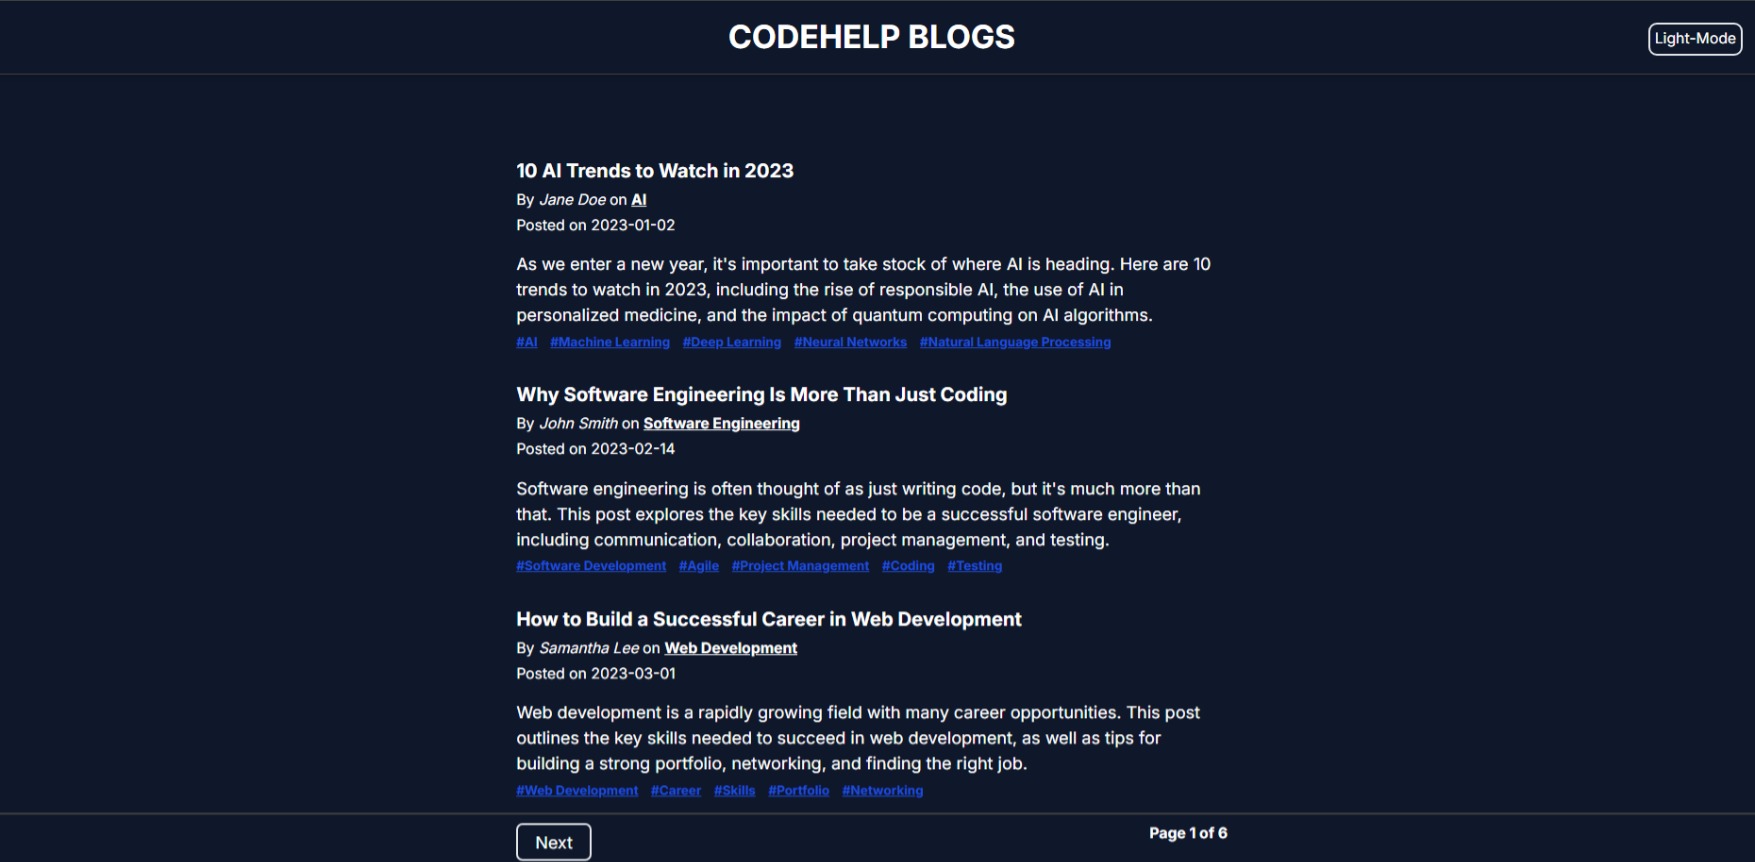 CODEHELP BLOGS
Light-Mode
10 AI Trends to Watch in 2023
By Jane Doe on AI
Posted on 2023-01-02
As we enter a new year, it's important to take stock of where AI is heading. Here are 10
trends to watch in 2023, including the rise of responsible AI, the use of AI in
personalized medicine, and the impact of quantum computing on AI algorithms.
#AI #Machine Learning #Deep Learning #Neural Networks #Natural Language Processing
Why Software Engineering Is More Than Just Coding
By John Smith on Software Engineering
Posted on 2023-02-14
Software engineering is often thought of as just writing code, but it's much more than
that. This post explores the key skills needed to be a successful software engineer,
including communication, collaboration, project management, and testing.
#Software Development #Agile #Project Management #Coding #Testing
How to Build a Successful Career in Web Development
By Samantha Lee on Web Development
Posted on 2023-03-01
Web development is a rapidly growing field with many career opportunities. This post
outlines the key skills needed to succeed in web development, as well as tips for
building a strong portfolio, networking, and finding the right job.
#Web Development #Career #Skills #Portfolio #Networking
Next
Page 1 of 6